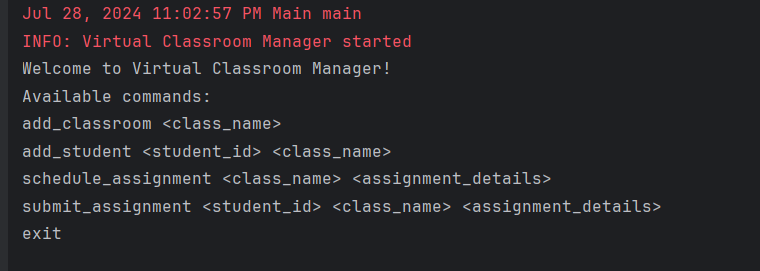 Jul 28, 2024 11:02:57 PM Main main
INFO: Virtual Classroom Manager started
Welcome to Virtual Classroom Manager!
Available commands:
add_classroom <class_name>
add_student <student_id> <class_name>
schedule_assignment <class_name> <assignment_details>
submit_assignment <student_id> <class_name> <assignment_details>
exit